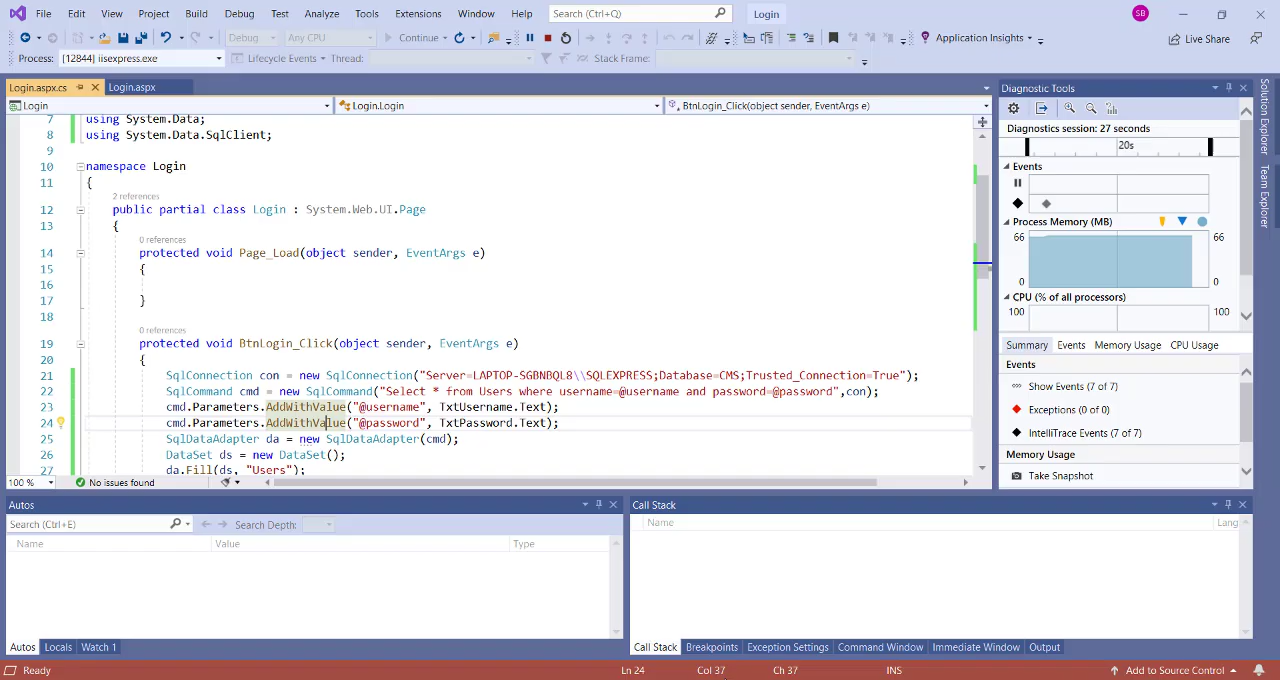 File Edit View Project Build Debug Test Analyze Tools Extensions Window Help Search (Ctrl+Q) Login SB
Debug Any CPU Continue Application Insights Live Share
Process: [12844] iisexpress.exe Lifecycle Events Thread: Stack Frame:
Login.aspx.cs Login.aspx
Login Login.Login BtnLogin_Click(object sender, EventArgs e)
7 using System.Data;
8 using System.Data.SqlClient;
9
10 namespace Login
11 {
2 references
12 public partial class Login : System.Web.UI.Page
13 {
0 references
14 protected void Page_Load(object sender, EventArgs e)
15 {
16
17 }
18
0 references
19 protected void BtnLogin_Click(object sender, EventArgs e)
20 {
21 SqlConnection con = new SqlConnection("Server=LAPTOP-SGBNBQL8\\SQLEXPRESS;Database=CMS;Trusted_Connection=True");
22 SqlCommand cmd = new SqlCommand("Select * from Users where username=@username and password=@password",con);
23 cmd.Parameters.AddWithValue("@username", TxtUsername.Text);
24 cmd.Parameters.AddWithValue("@password", TxtPassword.Text);
25 SqlDataAdapter da = new SqlDataAdapter(cmd);
26 DataSet ds = new DataSet();
27 da.Fill(ds, "Users");
100 % No issues found
Diagnostic Tools
Diagnostics session: 27 seconds
20s
Events
Process Memory (MB)
66 66
0 0
CPU (% of all processors)
100 100
Summary Events Memory Usage CPU Usage
Events
Show Events (7 of 7)
Exceptions (0 of 0)
IntelliTrace Events (7 of 7)
Memory Usage
Take Snapshot
Solution Explorer
Team Explorer
Autos
Search (Ctrl+E) Search Depth:
Name Value Type
Autos Locals Watch 1
Call Stack
Name Lang
Call Stack Breakpoints Exception Settings Command Window Immediate Window Output
Ready Ln 24 Col 37 Ch 37 INS Add to Source Control